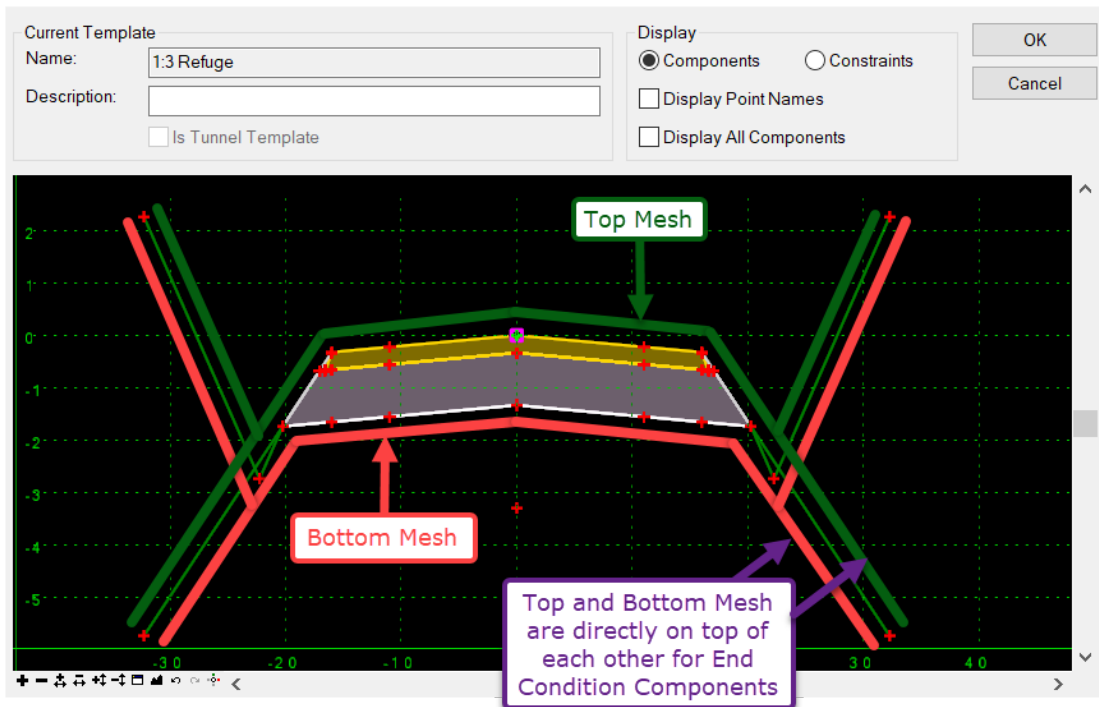 Current Template
Name:
1:3 Refuge
Description:
Is Tunnel Template
Display
Components
Constraints
Display Point Names
Display All Components
OK
Cancel
Top Mesh
2
1
0
-1
-2
-3
-4
-5
Bottom Mesh
Top and Bottom Mesh
are directly on top of
each other for End
Condition Components
-30
-20
-10
30
40